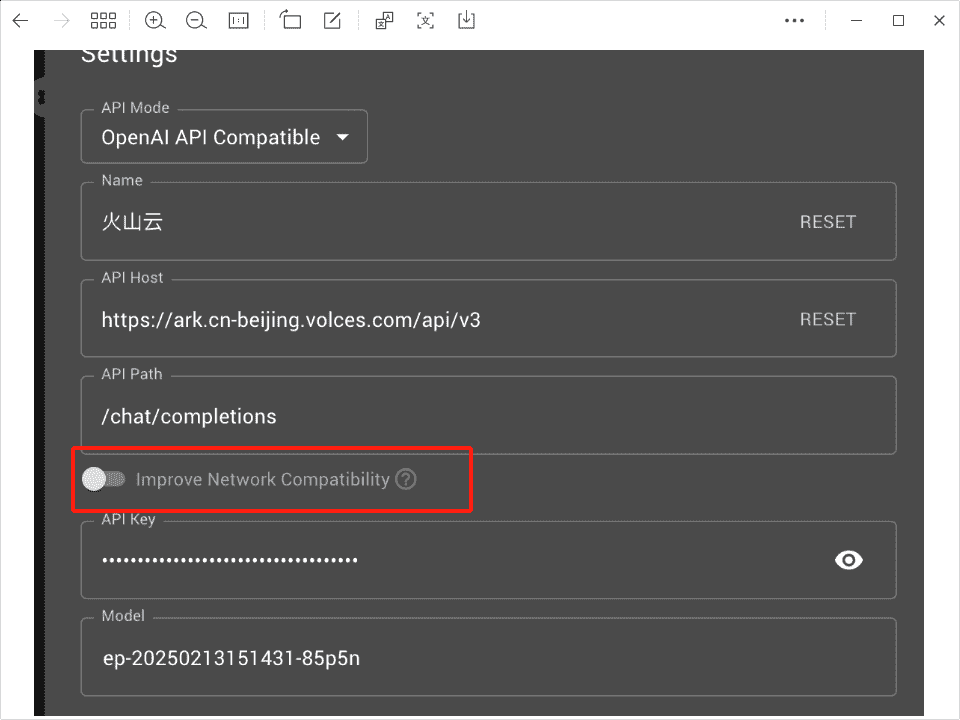 Settings
API Mode
OpenAI API Compatible
Name
火山云
RESET
API Host
https://ark.cn-beijing.volces.com/api/v3
RESET
API Path
/chat/completions
Improve Network Compatibility
API Key
••••••••••••••••••••••••••••••••••••
Model
ep-20250213151431-85p5n